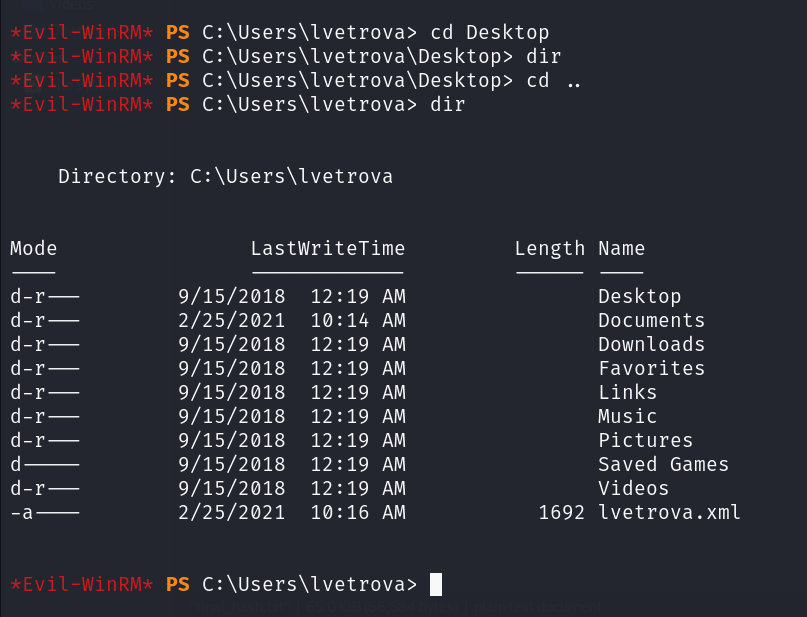 *Evil-WinRM* PS C:\Users\lvetrova> cd Desktop
*Evil-WinRM* PS C:\Users\lvetrova\Desktop> dir
*Evil-WinRM* PS C:\Users\lvetrova\Desktop> cd ..
*Evil-WinRM* PS C:\Users\lvetrova> dir
Directory: C:\Users\lvetrova
Mode LastWriteTime Length Name
---- ------------- ------ ----
d-r--- 9/15/2018 12:19 AM Desktop
d-r--- 2/25/2021 10:14 AM Documents
d-r--- 9/15/2018 12:19 AM Downloads
d-r--- 9/15/2018 12:19 AM Favorites
d-r--- 9/15/2018 12:19 AM Links
d-r--- 9/15/2018 12:19 AM Music
d-r--- 9/15/2018 12:19 AM Pictures
d----- 9/15/2018 12:19 AM Saved Games
d-r--- 9/15/2018 12:19 AM Videos
-a---- 2/25/2021 10:16 AM 1692 lvetrova.xml
*Evil-WinRM* PS C:\Users\lvetrova>